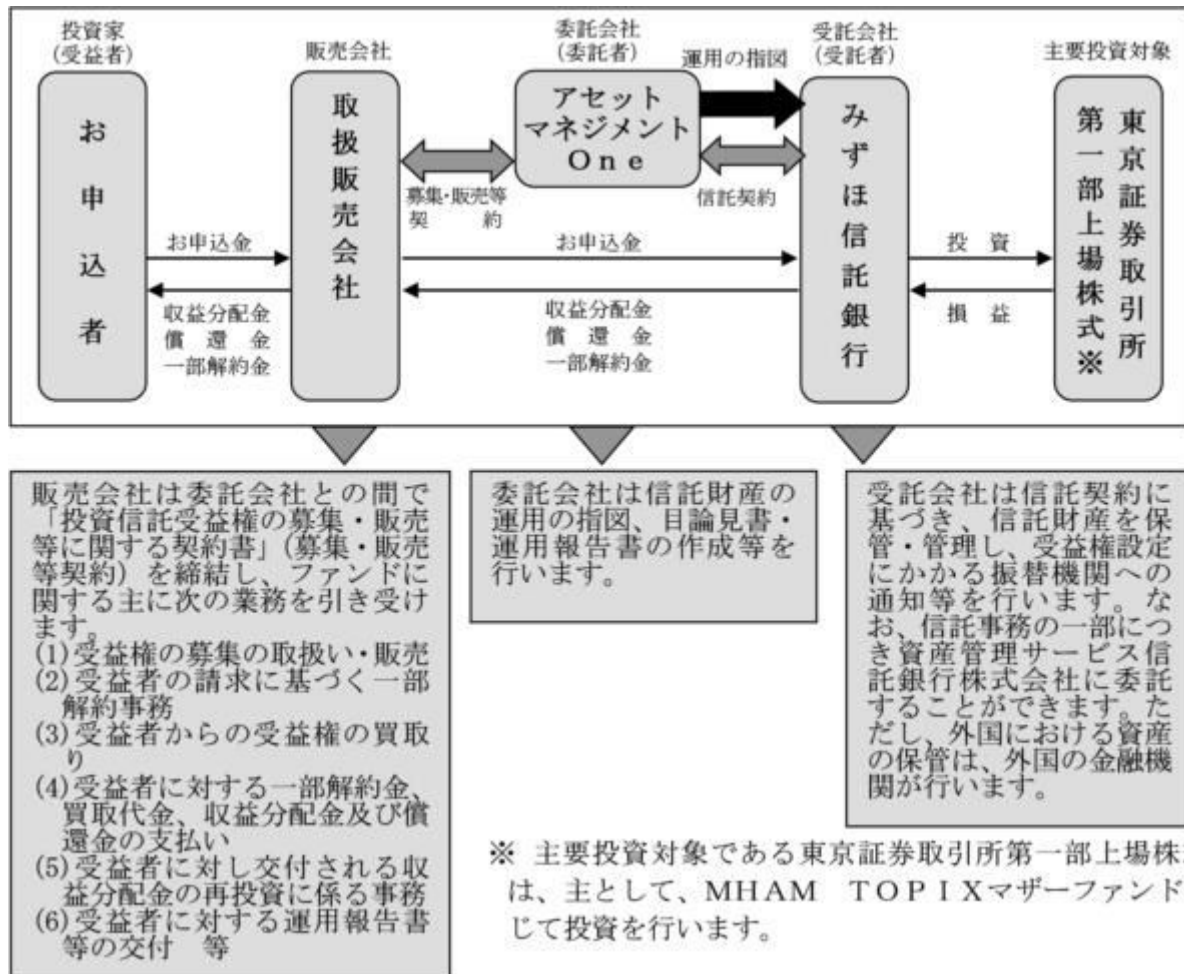 投資家
(受益者)
お申込者
販売会社
取扱販売会社
委託会社
(委託者)
アセット
マネジメント
One
運用の指図
受託会社
(受託者)
みずほ信託銀行
主要投資対象
東京証券取引所
第一部上場株式※
募集・販売等
契　約
信託契約
お申込金
収益分配金
償　還　金
一部解約金
お申込金
収益分配金
償　還　金
一部解約金
投　資
損　益
販売会社は委託会社との間で
「投資信託受益権の募集・販売
等に関する契約書」(募集・販売
等契約)を締結し、ファンドに
関する主に次の業務を引き受け
ます。
(1)受益権の募集の取扱い・販売
(2)受益者の請求に基づく一部
解約事務
(3)受益者からの受益権の買取
り
(4)受益者に対する一部解約金、
買取代金、収益分配金及び償
還金の支払い
(5)受益者に対し交付される収
益分配金の再投資に係る事務
(6)受益者に対する運用報告書
等の交付　等
委託会社は信託財産の
運用の指図、目論見書・
運用報告書の作成等を
行います。
受託会社は信託契約に
基づき、信託財産を保
管・管理し、受益権設定
にかかる振替機関への
通知等を行います。な
お、信託事務の一部につ
き資産管理サービス信
託銀行株式会社に委託
することができます。た
だし、外国における資産
の保管は、外国の金融機
関が行います。
※ 主要投資対象である東京証券取引所第一部上場株
は、主として、MHAM　TOPIXマザーファンド
じて投資を行います。